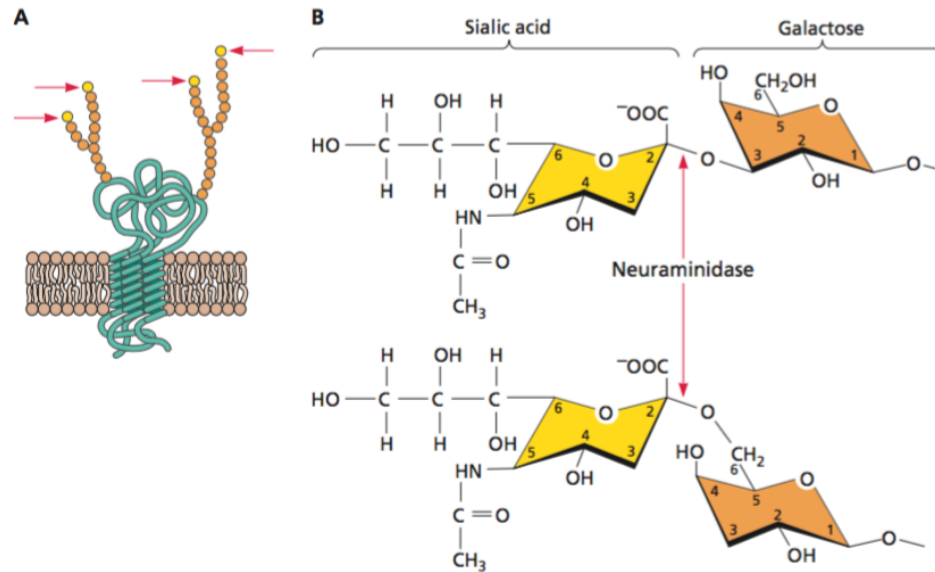 A
B
Sialic acid
Galactose
H OH H
HO C C C
H H OH
⁻OOC
6 O 2
5 4 3
HN
OH
C=O
CH₃
O
HO
CH₂OH
6
4 5 O
3 2 1
OH
O
Neuraminidase
H OH H
HO C C C
H H OH
⁻OOC
6 O 2
5 4 3
HN
OH
C=O
CH₃
O
HO
CH₂
6
4 5 O
3 2 1
OH
O